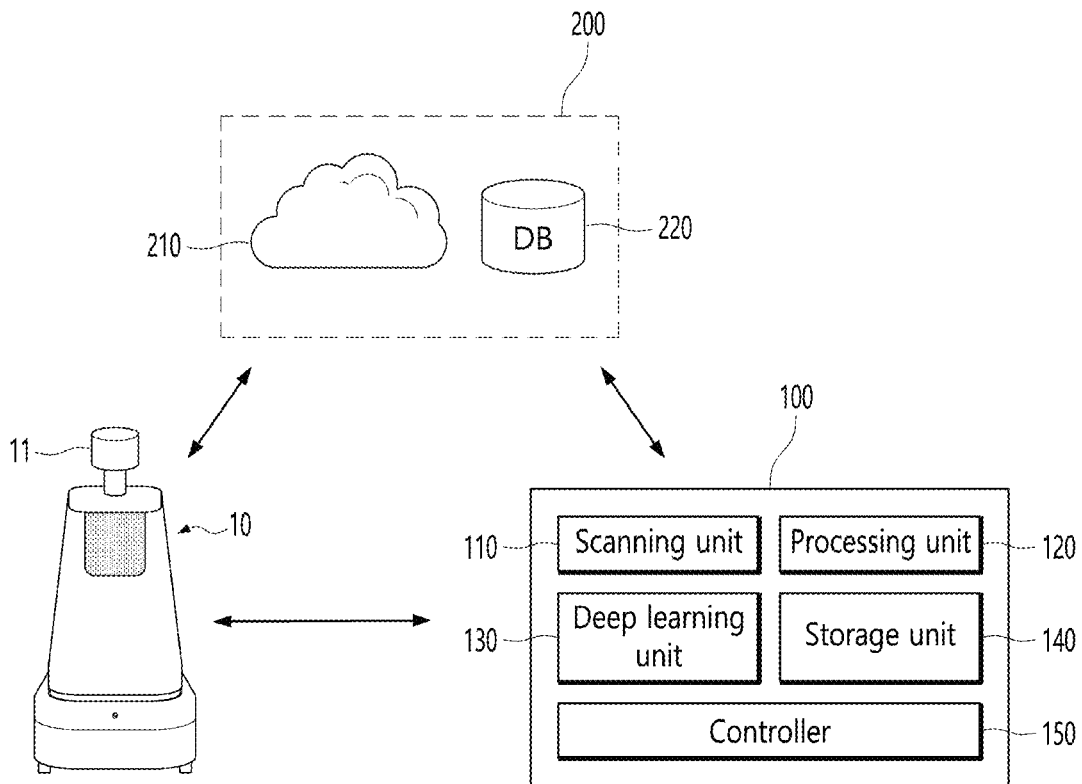 200
210
DB
220
100
11
10
110
Scanning unit
Processing unit
120
130
Deep learning
unit
Storage unit
140
Controller
150